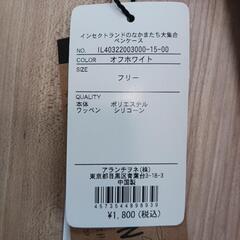 インセクトランドのなかまたち大集合
ペンケース
NO. IL40322003000-15-00
COLOR オフホワイト
SIZE
フリー
QUALITY
本体 ポリエステル
ワッペン シリコーン
アランチヲネ(株)
東京都目黒区青葉台3-18-3
中国製
4573544898939
¥1,800(税込)